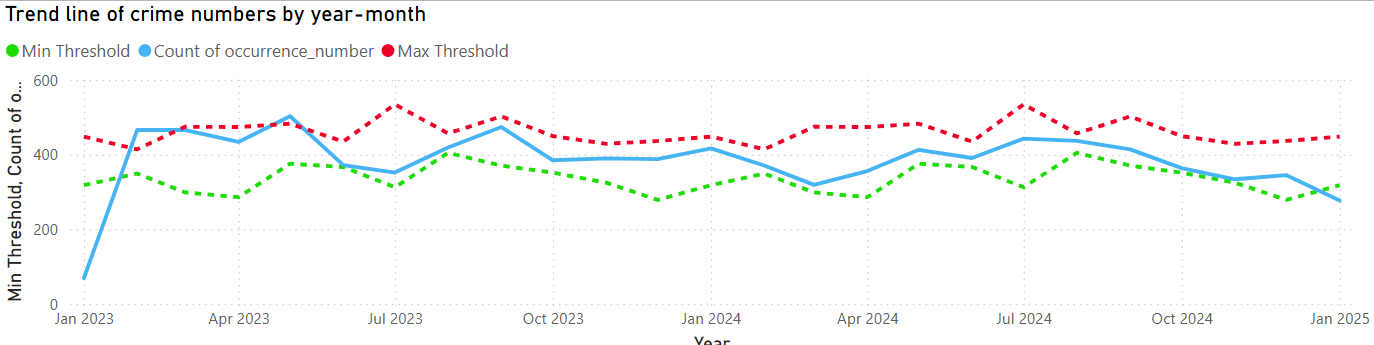 Trend line of crime numbers by year-month
Min Threshold Count of occurrence_number Max Threshold
Min Threshold, Count of o...
600
400
200
0
Jan 2023 Apr 2023 Jul 2023 Oct 2023 Jan 2024 Apr 2024 Jul 2024 Oct 2024 Jan 2025
Year